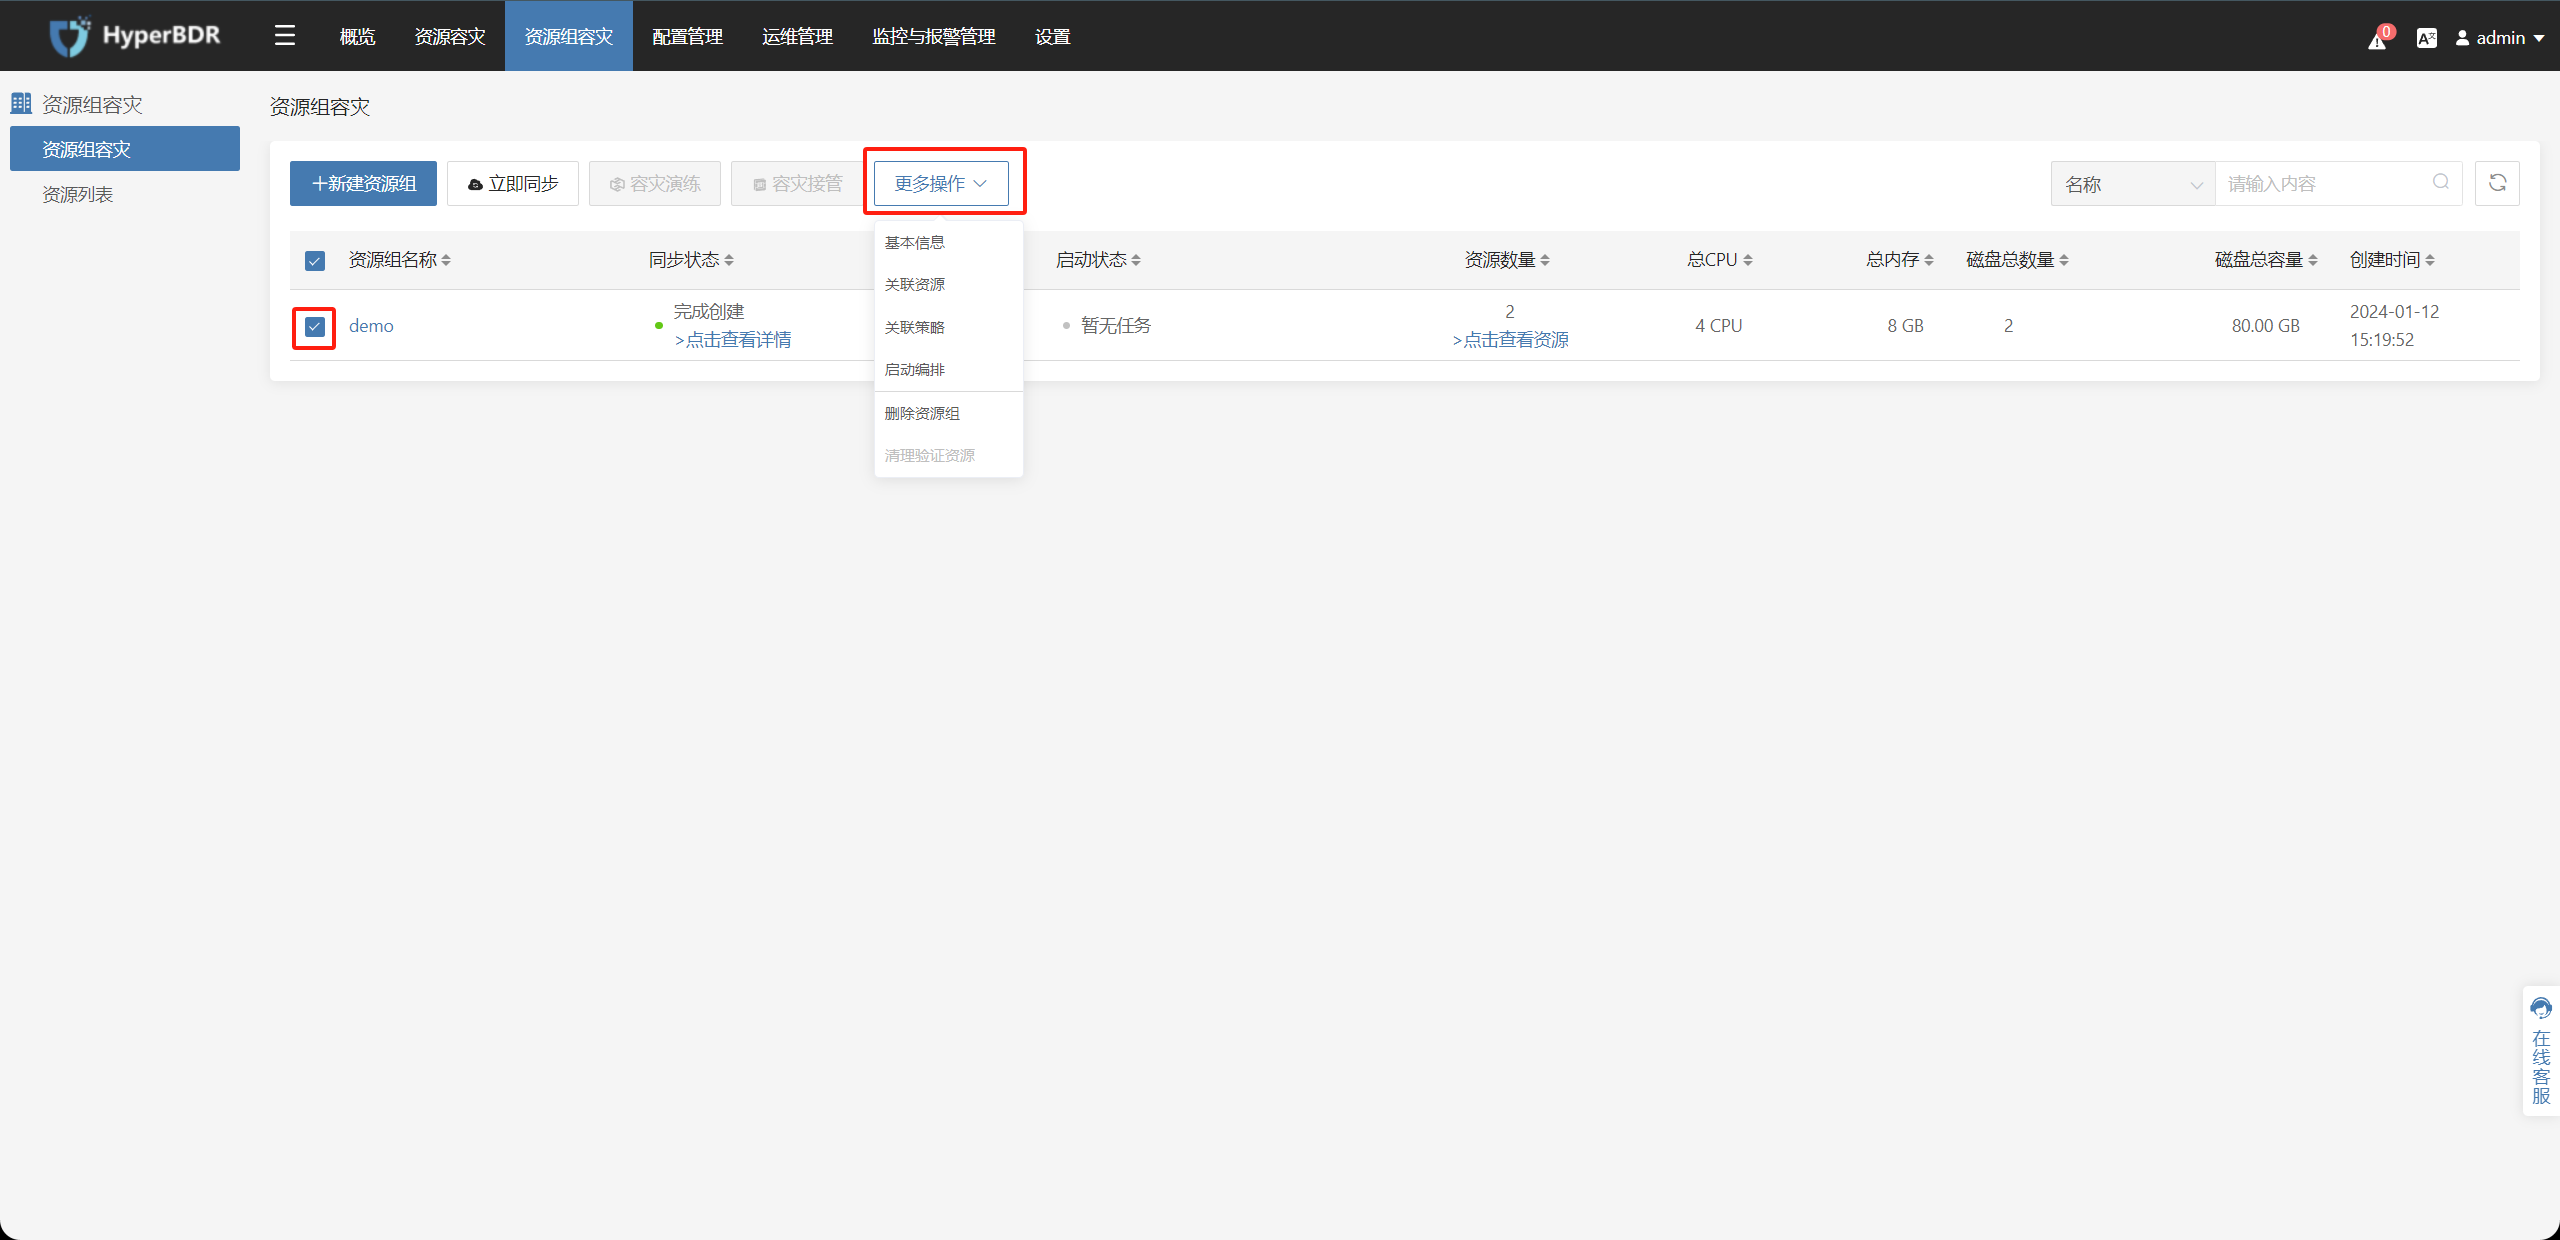 HyperBDR
概览
资源容灾
资源组容灾
配置管理
运维管理
监控与报警管理
设置
0
admin
资源组容灾
资源组容灾
资源列表
资源组容灾
+新建资源组
立即同步
容灾演练
容灾接管
更多操作
名称
请输入内容
资源组名称
同步状态
启动状态
资源数量
总CPU
总内存
磁盘总数量
磁盘总容量
创建时间
demo
完成创建
>点击查看详情
暂无任务
2
>点击查看资源
4 CPU
8 GB
2
80.00 GB
2024-01-12
15:19:52
基本信息
关联资源
关联策略
启动编排
删除资源组
清理验证资源
在线客服